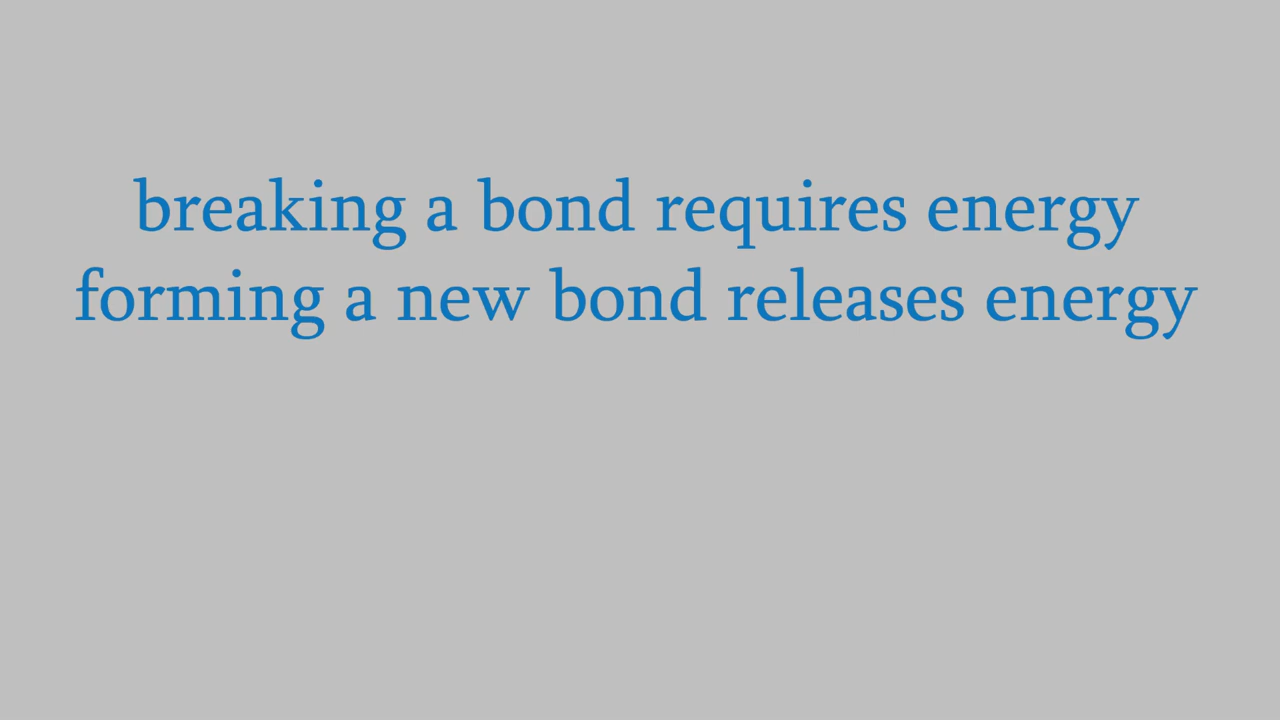 breaking a bond requires energy
forming a new bond releases energy